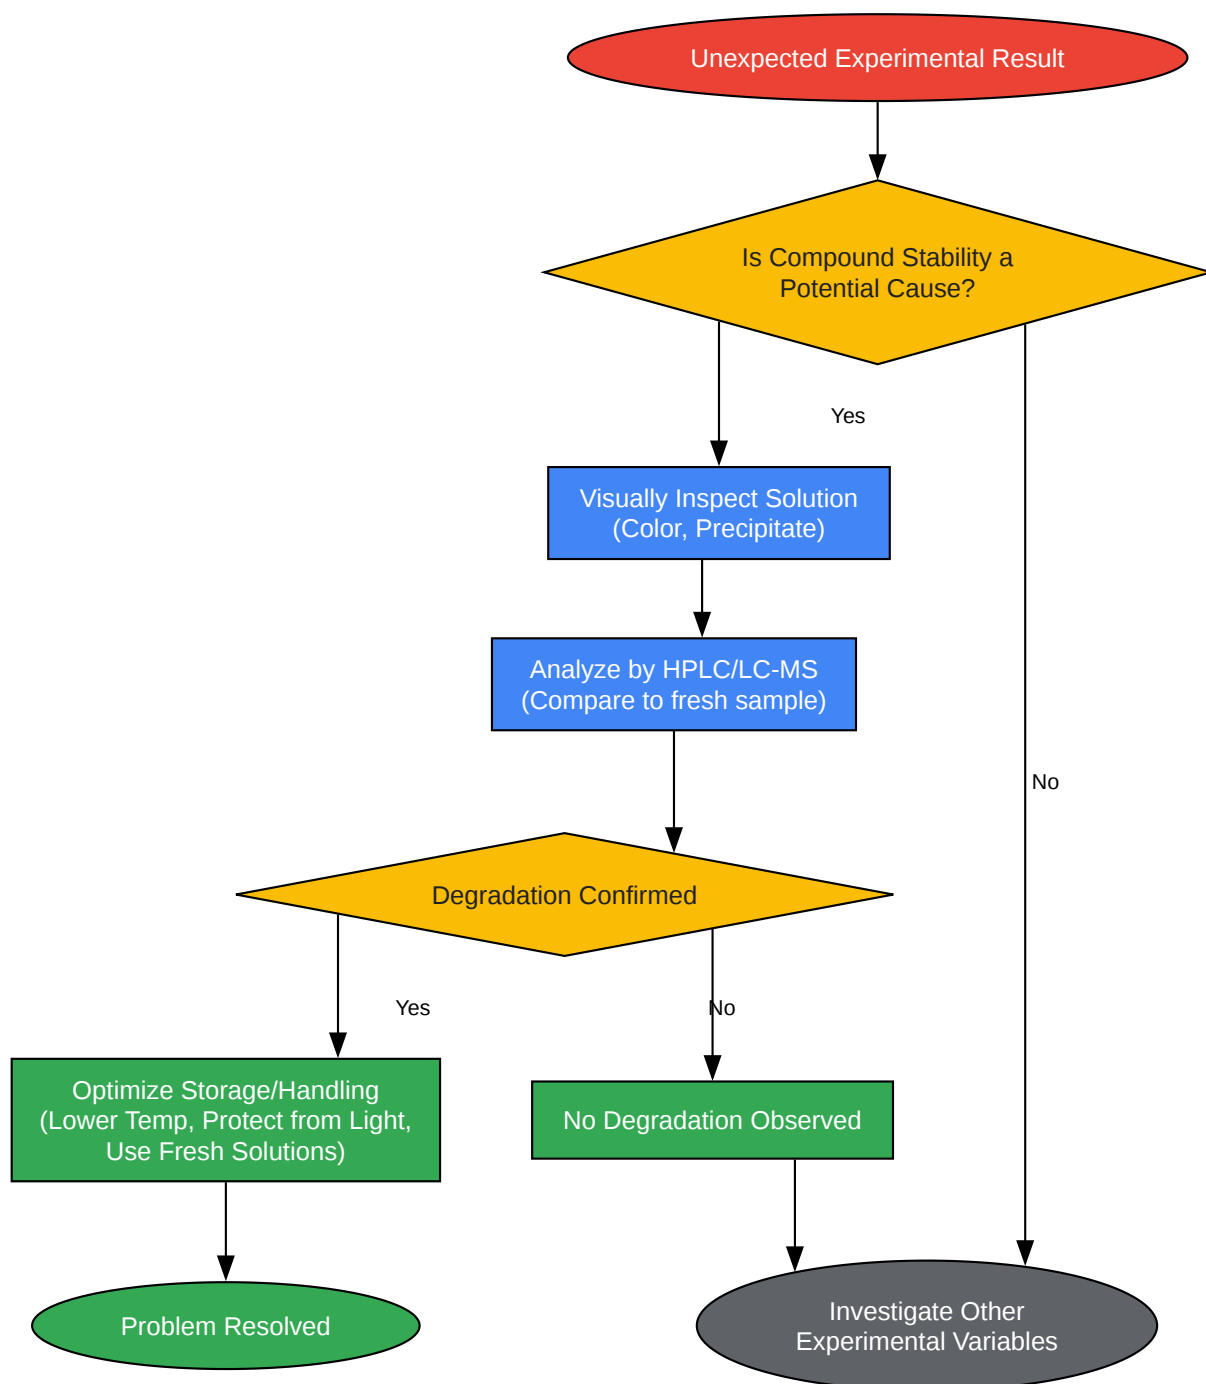 Unexpected Experimental Result
Is Compound Stability a
Potential Cause?
Yes
Visually Inspect Solution
(Color, Precipitate)
Analyze by HPLC/LC-MS
(Compare to fresh sample)
No
Degradation Confirmed
Yes
No
Optimize Storage/Handling
(Lower Temp, Protect from Light,
Use Fresh Solutions)
No Degradation Observed
Problem Resolved
Investigate Other
Experimental Variables